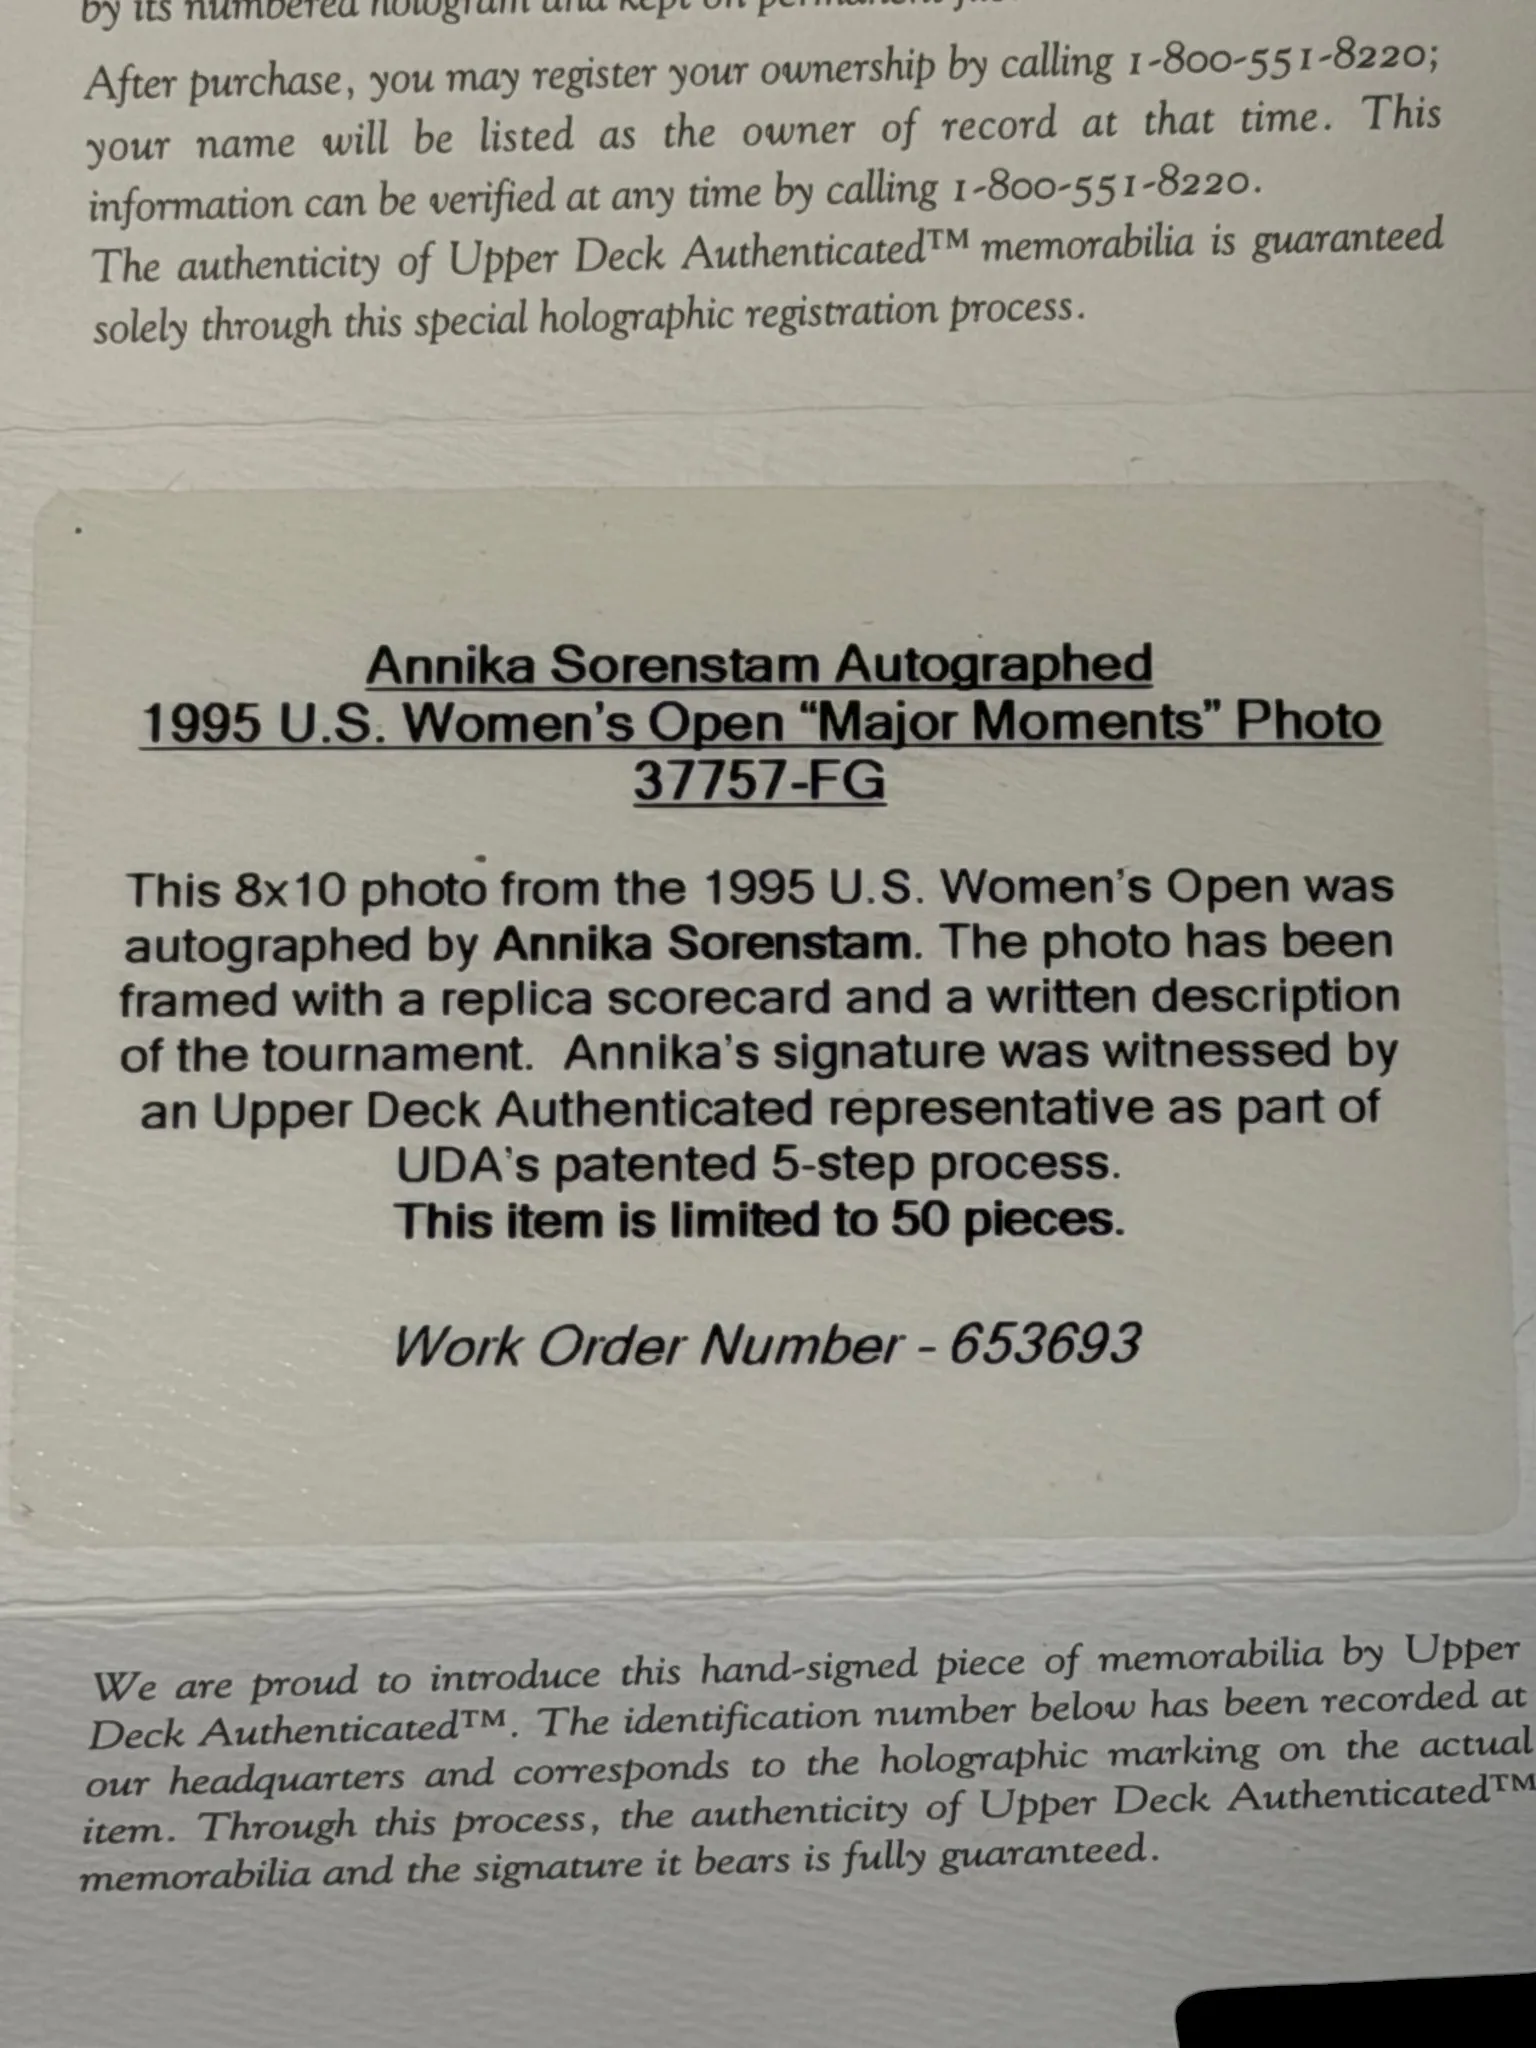 by its numbered hologram and kept on permanent
After purchase, you may register your ownership by calling 1-800-551-8220;
your name will be listed as the owner of record at that time. This
information can be verified at any time by calling 1-800-551-8220.
The authenticity of Upper Deck Authenticated™ memorabilia is guaranteed
solely through this special holographic registration process.
Annika Sorenstam Autographed
1995 U.S. Women's Open “Major Moments” Photo
37757-FG
This 8x10 photo from the 1995 U.S. Women's Open was
autographed by Annika Sorenstam. The photo has been
framed with a replica scorecard and a written description
of the tournament. Annika's signature was witnessed by
an Upper Deck Authenticated representative as part of
UDA's patented 5-step process.
This item is limited to 50 pieces.
Work Order Number - 653693
We are proud to introduce this hand-signed piece of memorabilia by Upper
Deck Authenticated™. The identification number below has been recorded at
our headquarters and corresponds to the holographic marking on the actual
item. Through this process, the authenticity of Upper Deck Authenticated™
memorabilia and the signature it bears is fully guaranteed.